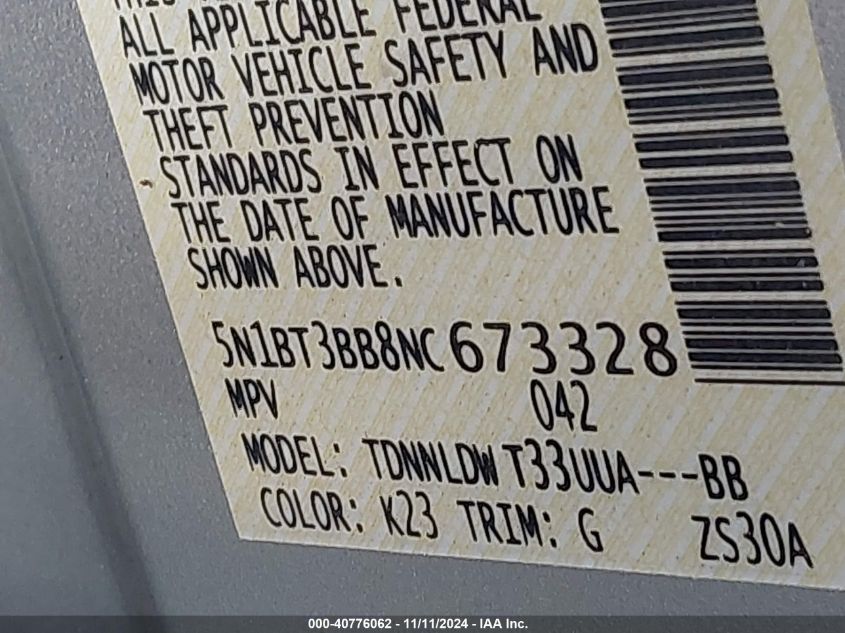 THIS
ALL APPLICABLE FEDERAL
MOTOR VEHICLE SAFETY AND
THEFT PREVENTION
STANDARDS IN EFFECT ON
THE DATE OF MANUFACTURE
SHOWN ABOVE.
5N1BT3BB8NC673328
MPV 042
MODEL: TDNNLDW T33UUA---BB
COLOR: K23 TRIM: G ZS30A
000-40776062 - 11/11/2024 - IAA Inc.